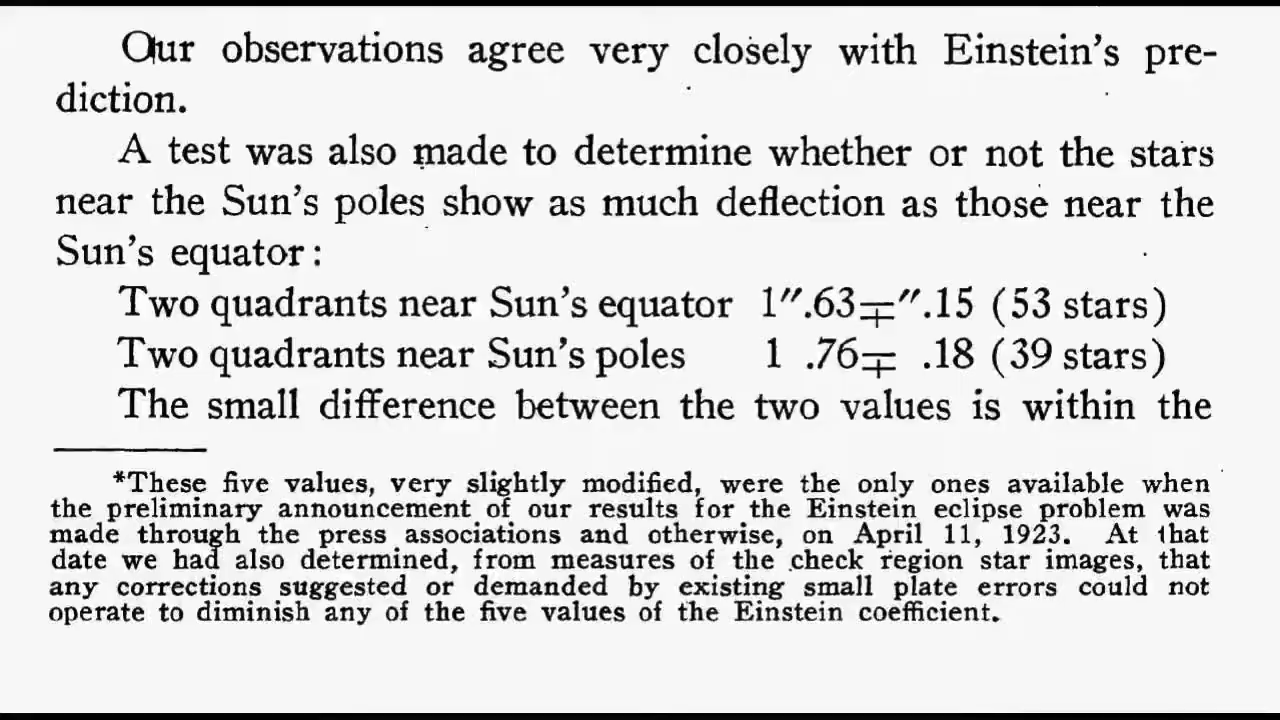 Our observations agree very closely with Einstein's pre-
diction.
A test was also made to determine whether or not the stars
near the Sun's poles show as much deflection as those near the
Sun's equator:
Two quadrants near Sun's equator 1″.63∓″.15 (53 stars)
Two quadrants near Sun's poles 1 .76∓ .18 (39 stars)
The small difference between the two values is within the
*These five values, very slightly modified, were the only ones available when
the preliminary announcement of our results for the Einstein eclipse problem was
made through the press associations and otherwise, on April 11, 1923. At that
date we had also determined, from measures of the check region star images, that
any corrections suggested or demanded by existing small plate errors could not
operate to diminish any of the five values of the Einstein coefficient.